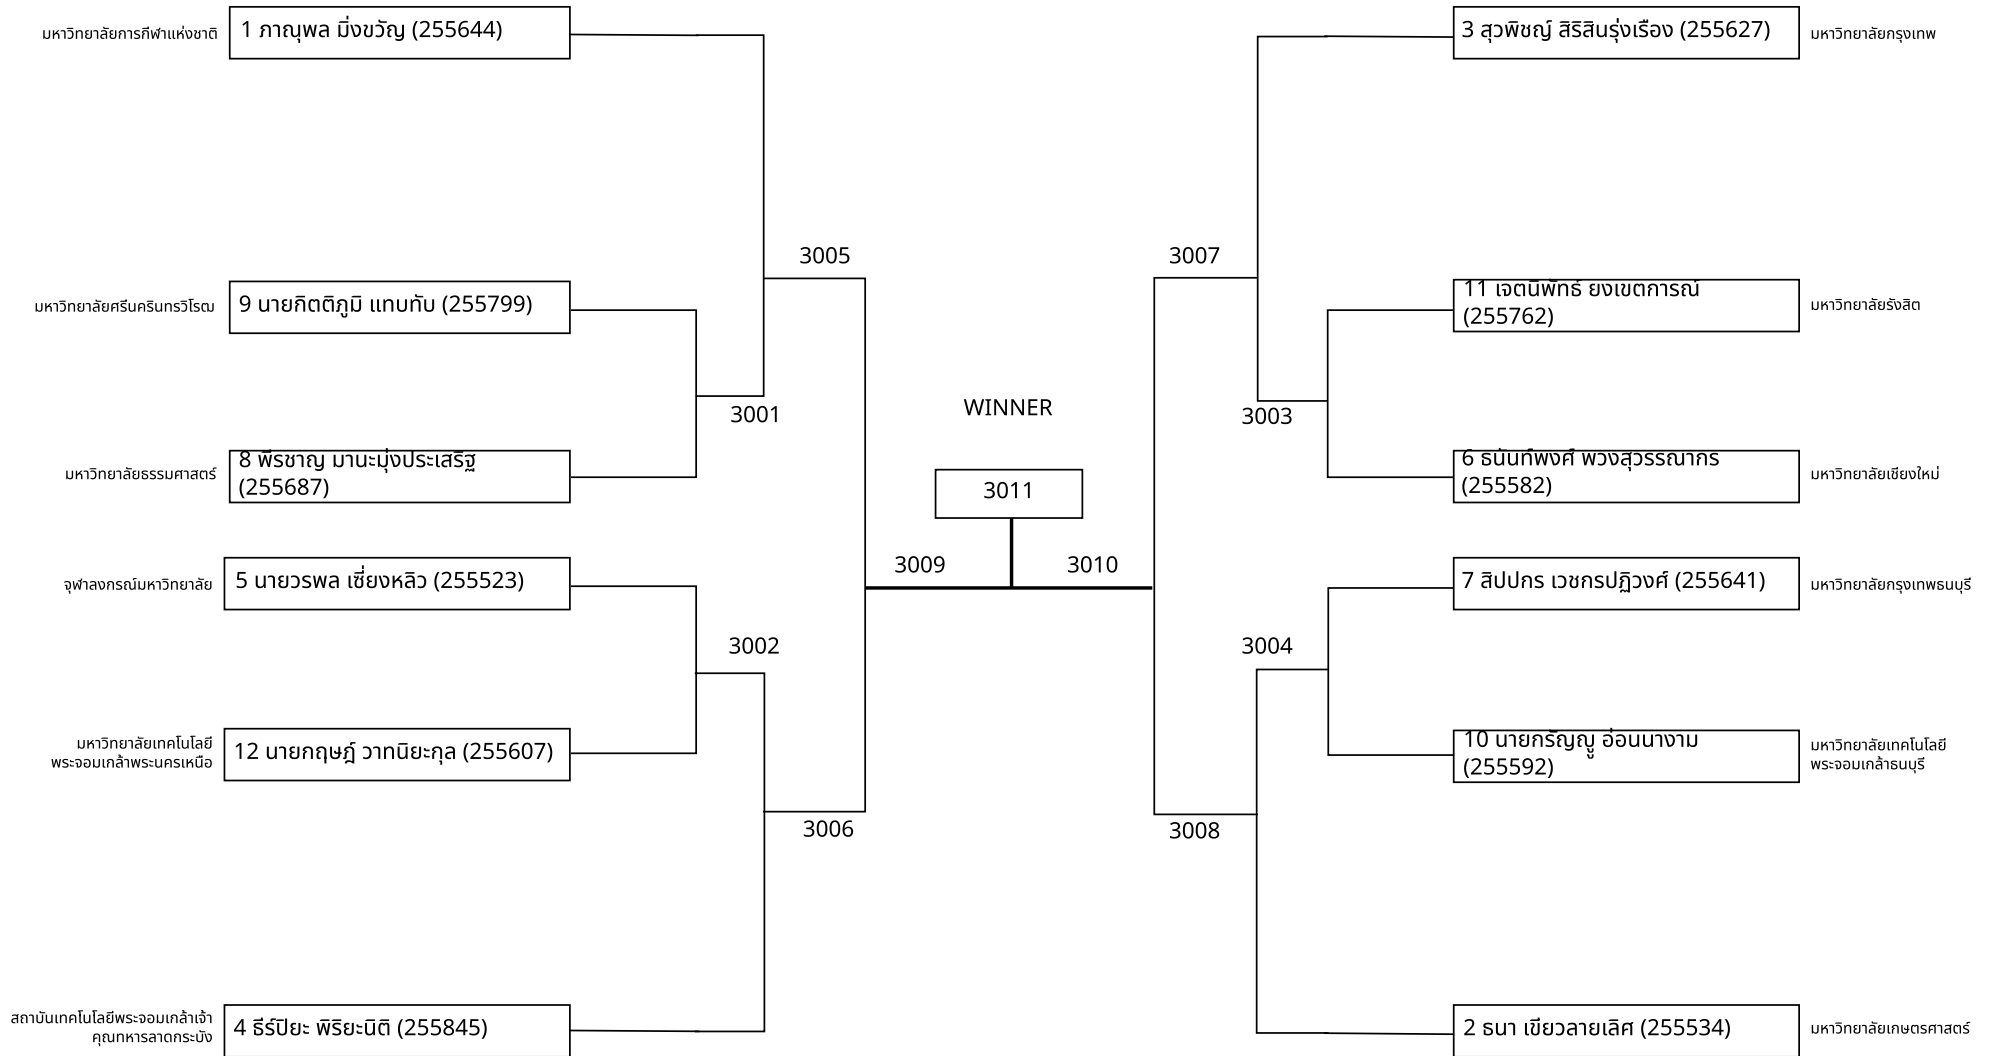 มหาวิทยาลัยการกีฬาแห่งชาติ
1 ภาณุพล มิ่งขวัญ (255644)
3 สุวพิชญ์ สิริสินรุ่งเรือง (255627)
มหาวิทยาลัยกรุงเทพ
3005
3007
มหาวิทยาลัยศรีนครินทรวิโรฒ
9 นายกิตติภูมิ แทบทับ (255799)
11 เจตนิพัทธ์ ยงเขตการณ์
(255762)
มหาวิทยาลัยรังสิต
WINNER
3001
3003
มหาวิทยาลัยธรรมศาสตร์
8 พีรชาญ มานะมุ่งประเสริฐ
(255687)
3011
6 ธนันท์พงศ์ พวงสุวรรณากร
(255582)
มหาวิทยาลัยเชียงใหม่
3009
3010
จุฬาลงกรณ์มหาวิทยาลัย
5 นายวรพล เซี่ยงหลิว (255523)
7 สิปปกร เวชกรปฏิวงศ์ (255641)
มหาวิทยาลัยกรุงเทพธนบุรี
3002
3004
มหาวิทยาลัยเทคโนโลยี
พระจอมเกล้าพระนครเหนือ
12 นายกฤษฎิ์ วาทนิยะกุล (255607)
10 นายกรัญญู อ่อนนางาม
(255592)
มหาวิทยาลัยเทคโนโลยี
พระจอมเกล้าธนบุรี
3006
3008
สถาบันเทคโนโลยีพระจอมเกล้าเจ้า
คุณทหารลาดกระบัง
4 ธีร์ปิยะ พิริยะนิติ (255845)
2 ธนา เขียวลายเลิศ (255534)
มหาวิทยาลัยเกษตรศาสตร์